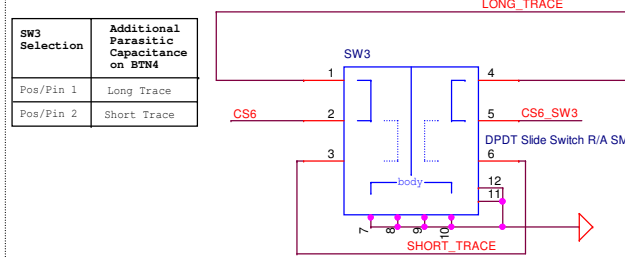 LONG_TRACE
SW3
Selection
Additional
Parasitic
Capacitance
on BTN4
Pos/Pin 1
Long Trace
Pos/Pin 2
Short Trace
SW3
1
4
CS6
2
5
CS6_SW3
DPDT Slide Switch R/A SM
3
6
body
12
11
7
8
9
10
SHORT_TRACE